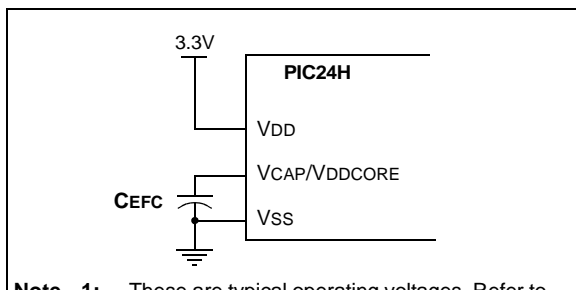 3.3V
PIC24H
VDD
VCAP/VDDCORE
CEFC
VSS
Note 1: These are typical operating voltages. Refer to